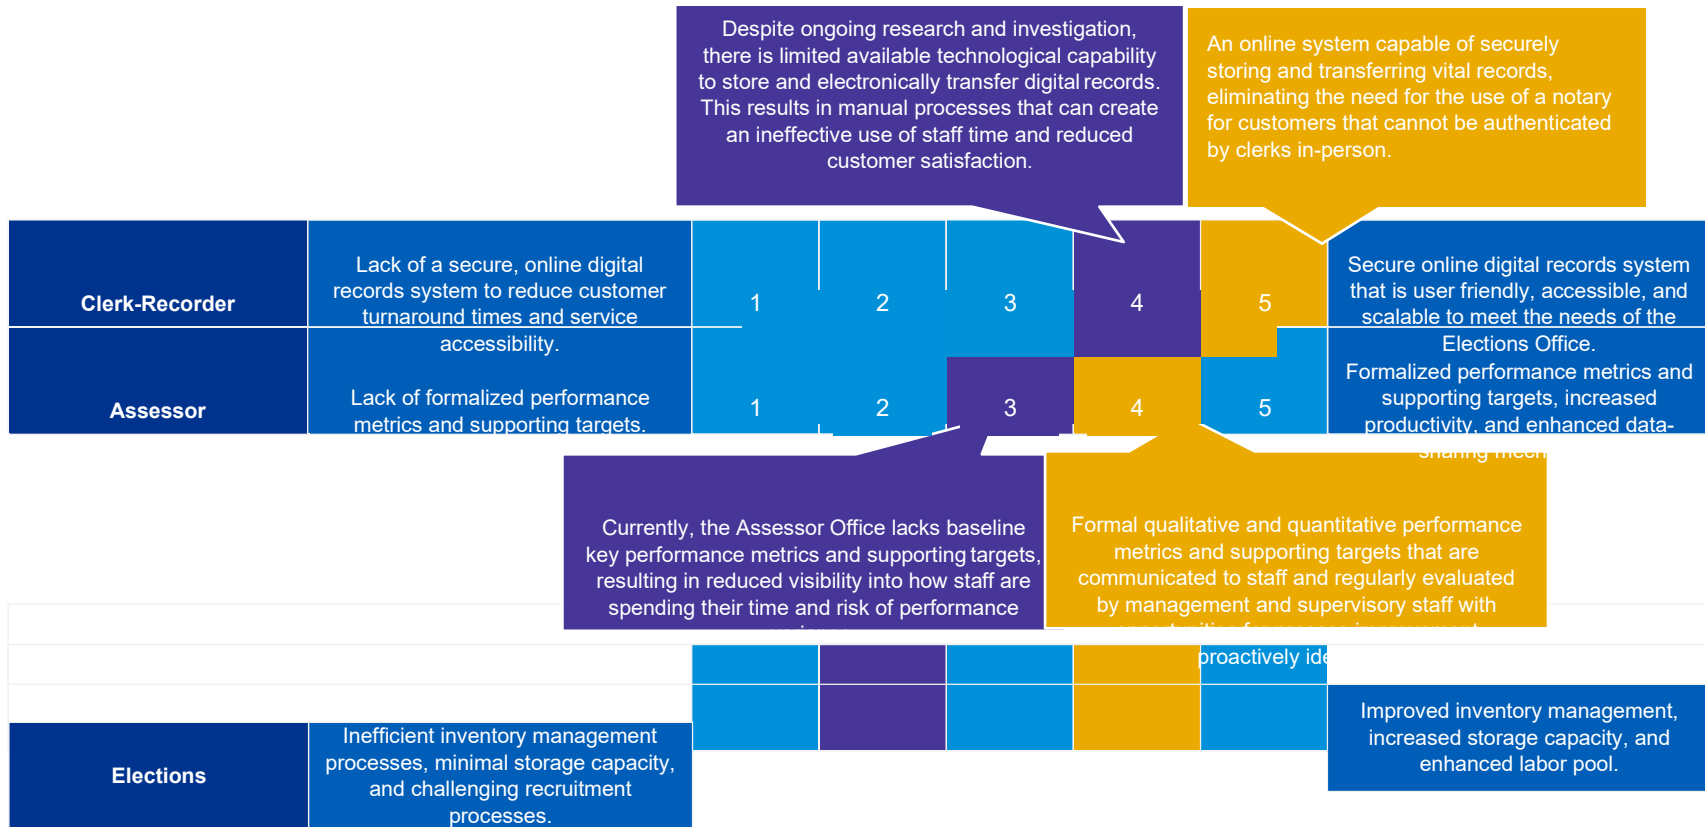 Despite ongoing research and investigation,
there is limited available technological capability
to store and electronically transfer digital records.
This results in manual processes that can create
an ineffective use of staff time and reduced
customer satisfaction.
An online system capable of securely
storing and transferring vital records,
eliminating the need for the use of a notary
for customers that cannot be authenticated
by clerks in-person.
Clerk-Recorder
Lack of a secure, online digital
records system to reduce customer
turnaround times and service
accessibility.
1
2
3
4
5
Secure online digital records system
that is user friendly, accessible, and
scalable to meet the needs of the
Elections Office.
Assessor
Lack of formalized performance
metrics and supporting targets.
1
2
3
4
5
Formalized performance metrics and
supporting targets, increased
productivity, and enhanced data-
sharing
Currently, the Assessor Office lacks baseline
key performance metrics and supporting targets,
resulting in reduced visibility into how staff are
spending their time and risk of performance
Formal qualitative and quantitative performance
metrics and supporting targets that are
communicated to staff and regularly evaluated
by management and supervisory staff with
opportunities for process improvement
proactively
Elections
Inefficient inventory management
processes, minimal storage capacity,
and challenging recruitment
processes.
Improved inventory management,
increased storage capacity, and
enhanced labor pool.